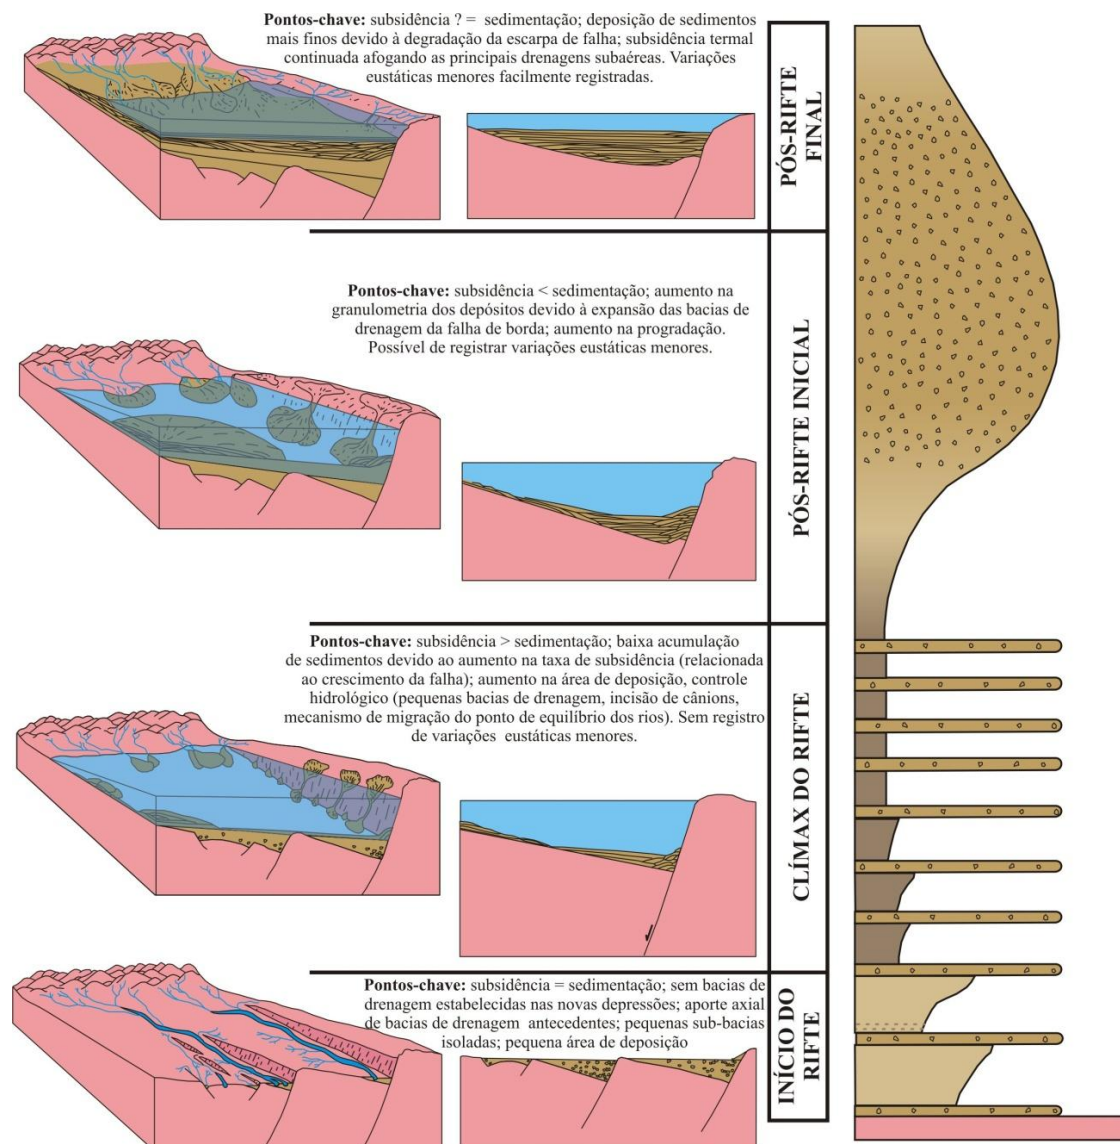 Pontos-chave: subsidência ? = sedimentação; deposição de sedimentos
mais finos devido à degradação da escarpa de falha; subsidência termal
continuada afogando as principais drenagens subaéreas. Variações
eustáticas menores facilmente registradas.
PÓS-RIFTE
FINAL
Pontos-chave: subsidência < sedimentação; aumento na
granulometria dos depósitos devido à expansão das bacias de
drenagem da falha de borda; aumento na progradação.
Possível de registrar variações eustáticas menores.
PÓS-RIFTE INICIAL
Pontos-chave: subsidência > sedimentação; baixa acumulação
de sedimentos devido ao aumento na taxa de subsidência (relacionada
ao crescimento da falha); aumento na área de deposição, controle
hidrológico (pequenas bacias de drenagem, incisão de cânions,
mecanismo de migração do ponto de equilíbrio dos rios). Sem registro
de variações eustáticas menores.
CLÍMAX DO RIFTE
Pontos-chave: subsidência = sedimentação; sem bacias de
drenagem estabelecidas nas novas depressões; aporte axial
de bacias de drenagem antecedentes; pequenas sub-bacias
isoladas; pequena área de deposição
INÍCIO DO
RIFTE